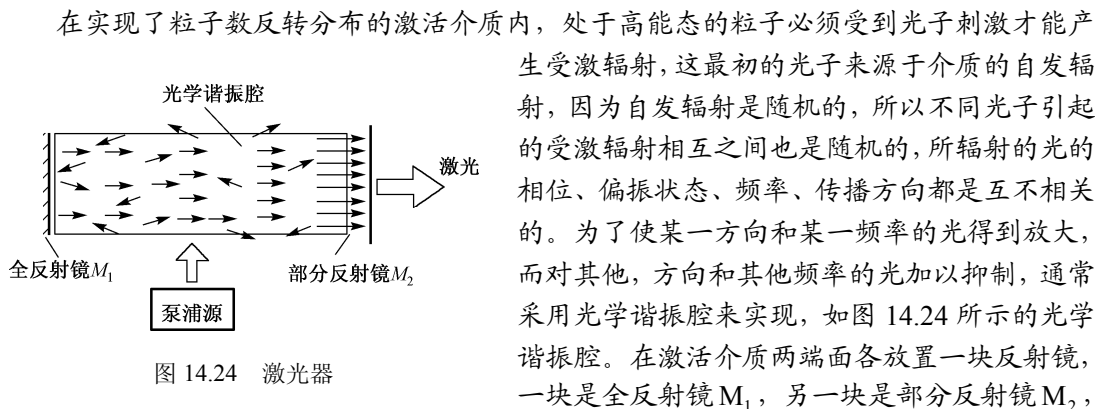 在实现了粒子数反转分布的激活介质内，处于高能态的粒子必须受到光子刺激才能产
生受激辐射，这最初的光子来源于介质的自发辐
射，因为自发辐射是随机的，所以不同光子引起
的受激辐射相互之间也是随机的，所辐射的光的
相位、偏振状态、频率、传播方向都是互不相关
的。为了使某一方向和某一频率的光得到放大，
而对其他，方向和其他频率的光加以抑制，通常
采用光学谐振腔来实现，如图 14.24 所示的光学
谐振腔。在激活介质两端面各放置一块反射镜，
一块是全反射镜 M₁，另一块是部分反射镜 M₂，
光学谐振腔
激光
全反射镜M₁
部分反射镜M₂
泵浦源
图 14.24 激光器